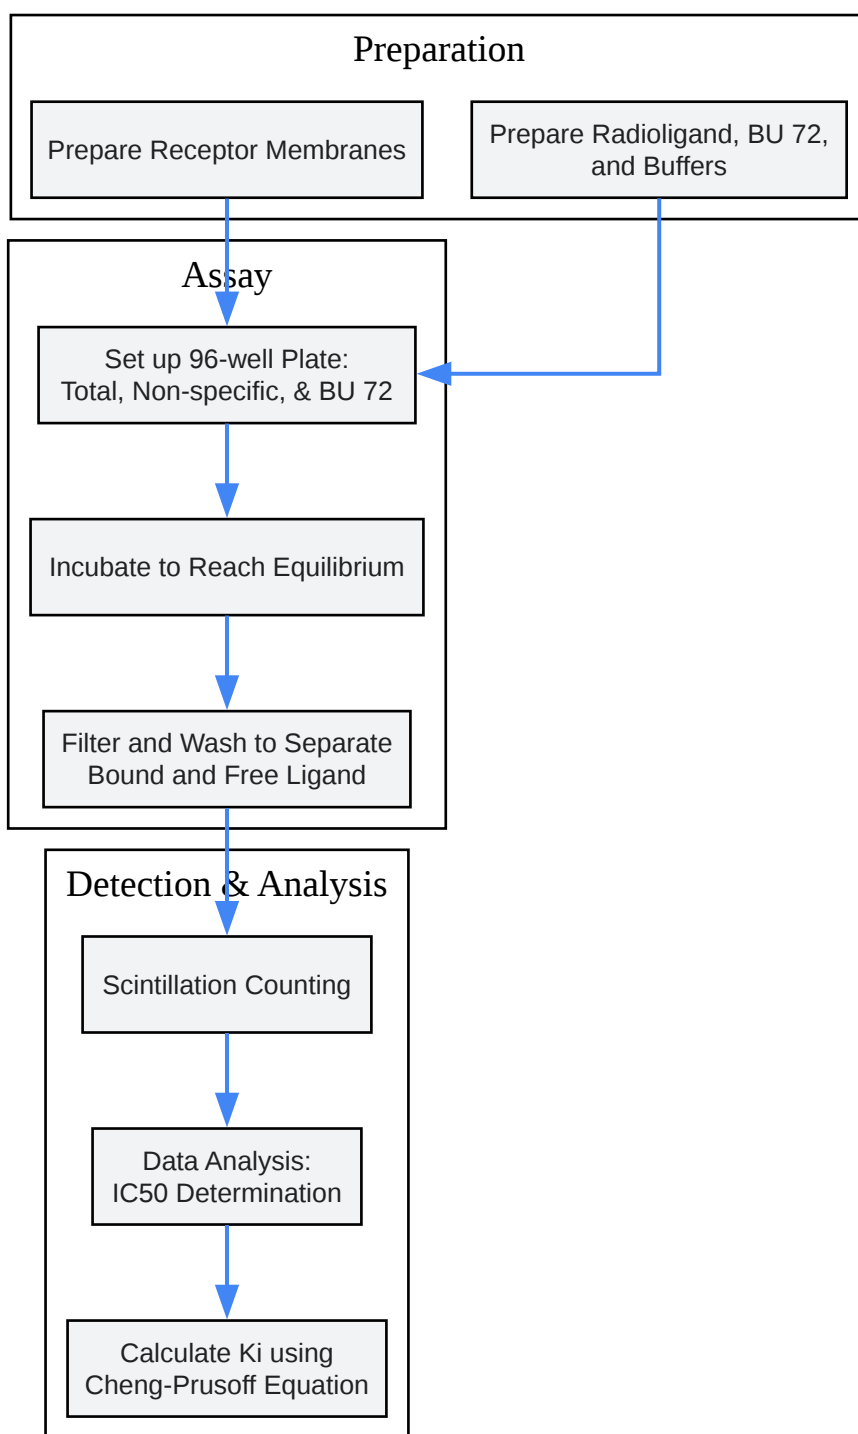 Preparation
Prepare Receptor Membranes
Prepare Radioligand, BU 72,
and Buffers
Assay
Set up 96-well Plate:
Total, Non-specific, & BU 72
Incubate to Reach Equilibrium
Filter and Wash to Separate
Bound and Free Ligand
Detection & Analysis
Scintillation Counting
Data Analysis:
IC50 Determination
Calculate Ki using
Cheng-Prusoff Equation